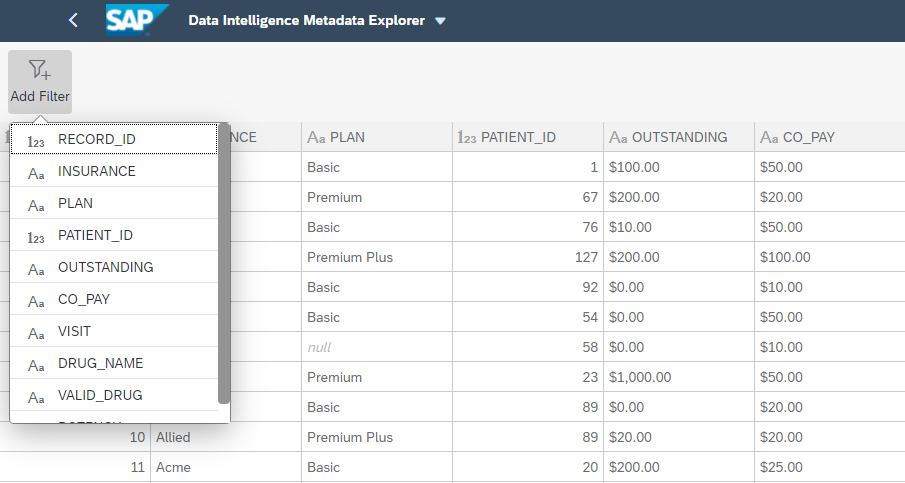 SAP Data Intelligence Metadata Explorer
Add Filter
123 RECORD_ID
Aa INSURANCE
Aa PLAN
123 PATIENT_ID
Aa OUTSTANDING
Aa CO_PAY
Aa VISIT
Aa DRUG_NAME
Aa VALID_DRUG
NCE Aa PLAN 123 PATIENT_ID Aa OUTSTANDING Aa CO_PAY
Basic 1 $100.00 $50.00
Premium 67 $200.00 $20.00
Basic 76 $10.00 $50.00
Premium Plus 127 $200.00 $100.00
Basic 92 $0.00 $10.00
Basic 54 $0.00 $50.00
null 58 $0.00 $10.00
Premium 23 $1,000.00 $50.00
Basic 89 $0.00 $20.00
10 Allied Premium Plus 89 $20.00 $20.00
11 Acme Basic 20 $200.00 $25.00